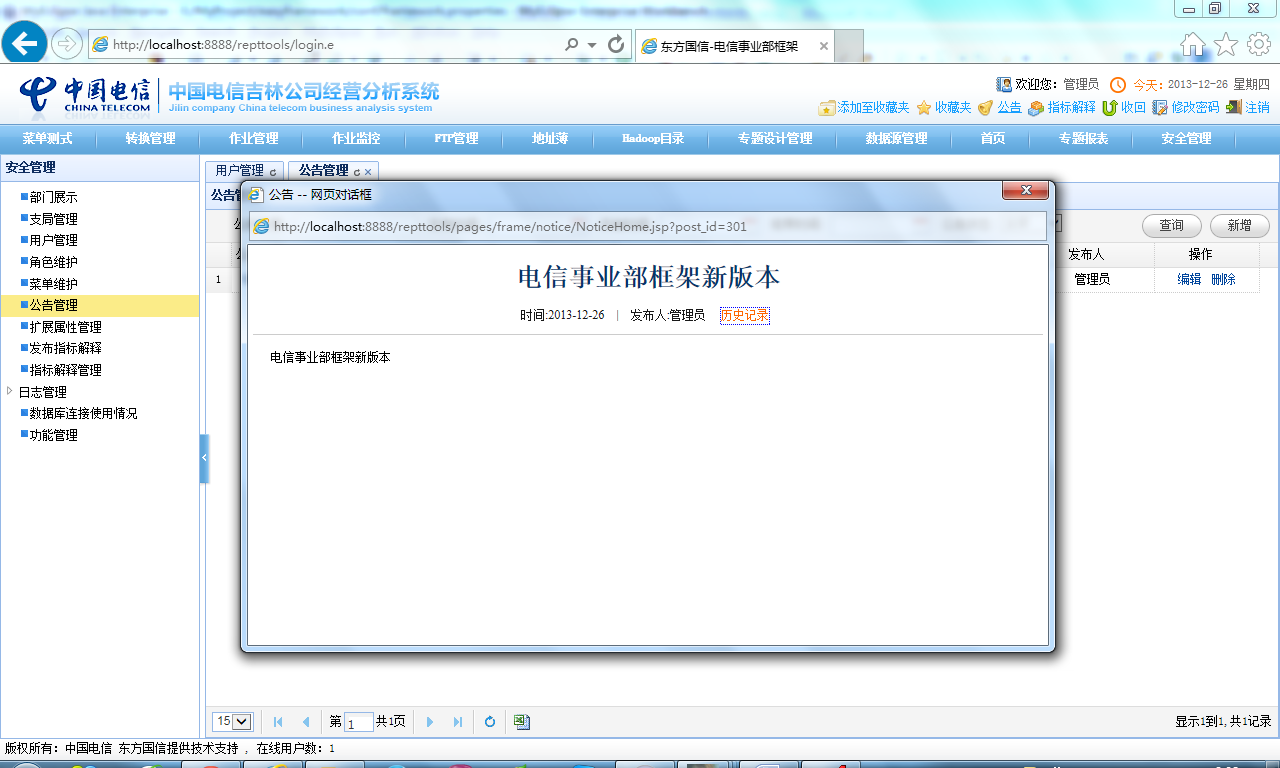 http://localhost:8888/repttools/login.e
东方国信-电信事业部框架
中国电信
CHINA TELECOM
中国电信吉林公司经营分析系统
Jilin company China telecom business analysis system
欢迎您：管理员 今天：2013-12-26 星期四
添加至收藏夹 收藏夹 公告 指标解释 收回 修改密码 注销
菜单测式 转换管理 作业管理 作业监控 FTP管理 地址薄 Hadoop目录 专题设计管理 数据源管理 首页 专题报表 安全管理
安全管理
部门展示
支局管理
用户管理
角色维护
菜单维护
公告管理
扩展属性管理
发布指标解释
指标解释管理
日志管理
数据库连接使用情况
功能管理
用户管理 公告管理
公告
查询 新增
发布人 操作
1 管理员 编辑 删除
公告 -- 网页对话框
http://localhost:8888/repttools/pages/frame/notice/NoticeHome.jsp?post_id=301
电信事业部框架新版本
时间:2013-12-26 | 发布人:管理员 历史记录
电信事业部框架新版本
15 第 1 共1页
显示1到1, 共1记录
版权所有：中国电信 东方国信提供技术支持 ，在线用户数：1